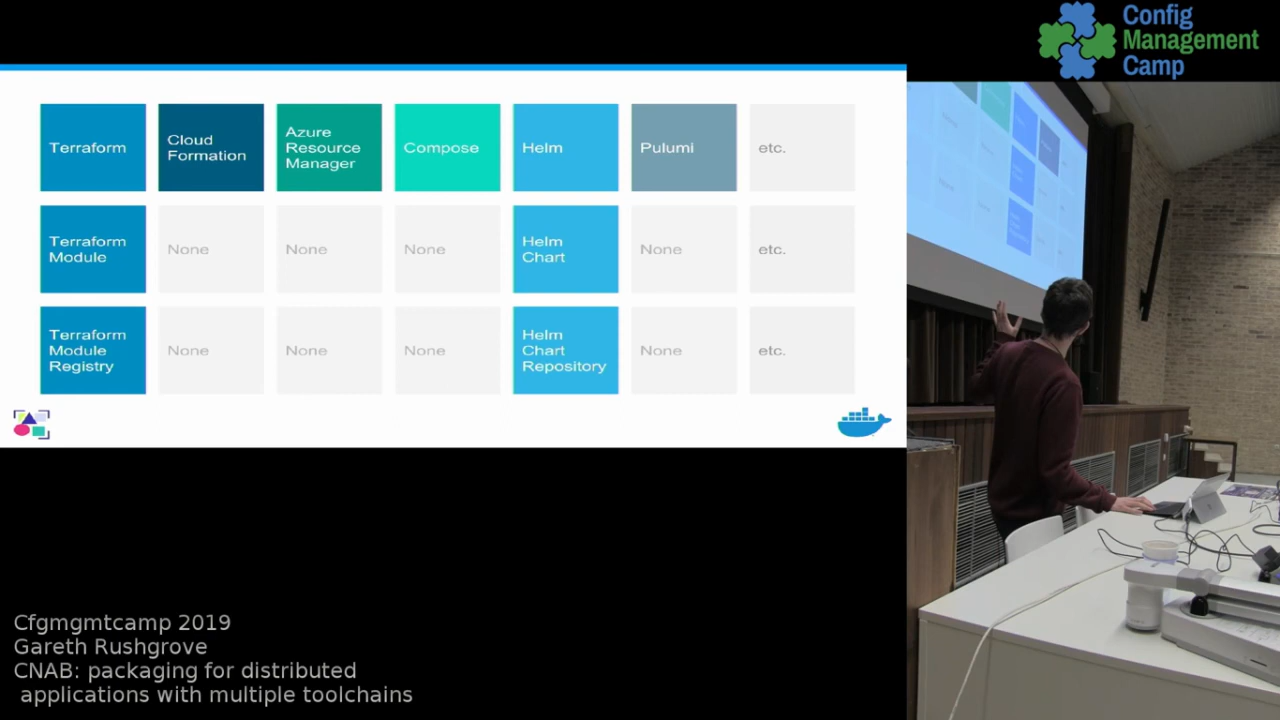 Config
Management
Camp
Terraform
Cloud
Formation
Azure
Resource
Manager
Compose
Helm
Pulumi
etc.
Terraform
Module
None
None
None
Helm
Chart
None
etc.
Terraform
Module
Registry
None
None
None
Helm
Chart
Repository
None
etc.
Cfgmgmtcamp 2019
Gareth Rushgrove
CNAB: packaging for distributed
applications with multiple toolchains